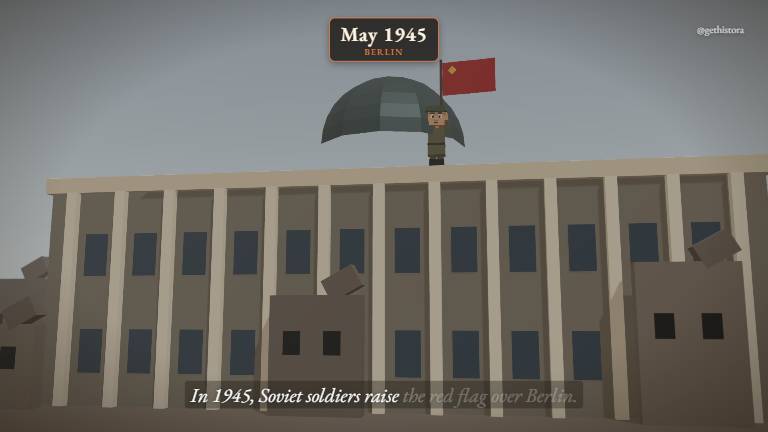 May 1945
BERLIN
@gethistora
In 1945, Soviet soldiers raise the red flag over Berlin.